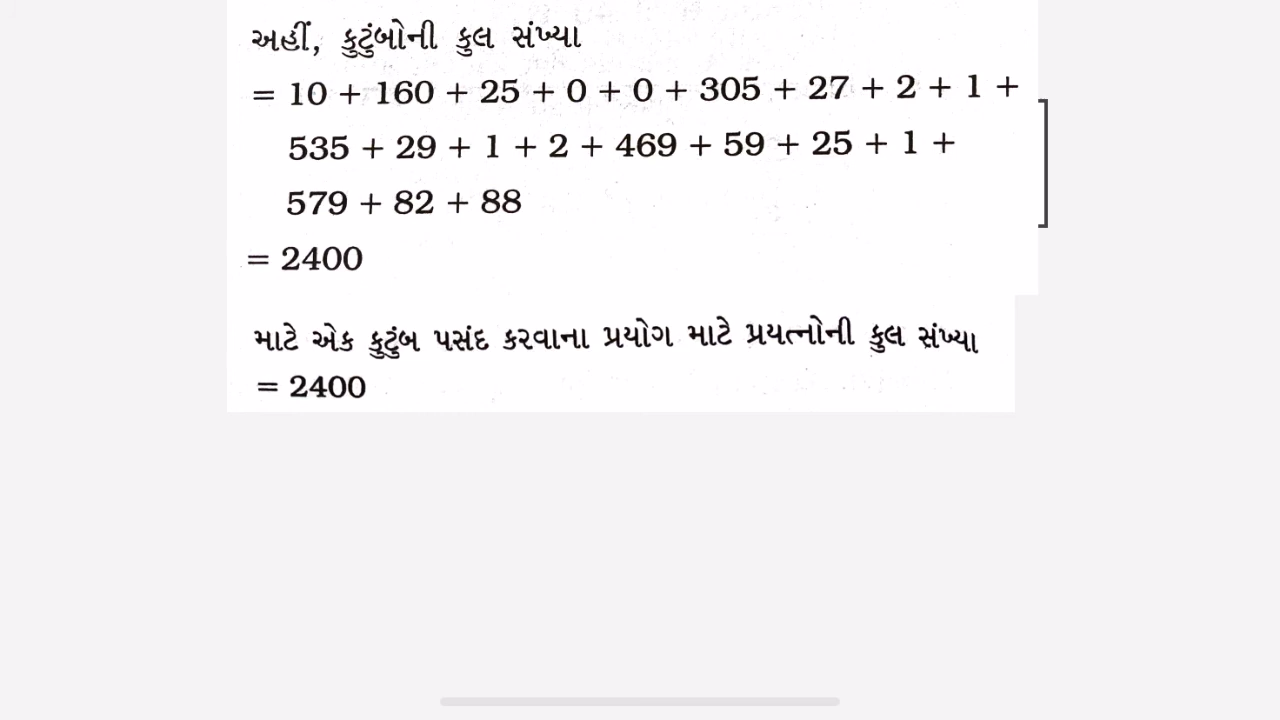 અહીં, કુટુંબોની કુલ સંખ્યા
= 10 + 160 + 25 + 0 + 0 + 305 + 27 + 2 + 1 +
535 + 29 + 1 + 2 + 469 + 59 + 25 + 1 +
579 + 82 + 88
= 2400
માટે એક કુટુંબ પસંદ કરવાના પ્રયોગ માટે પ્રયત્નોની કુલ સંખ્યા
= 2400